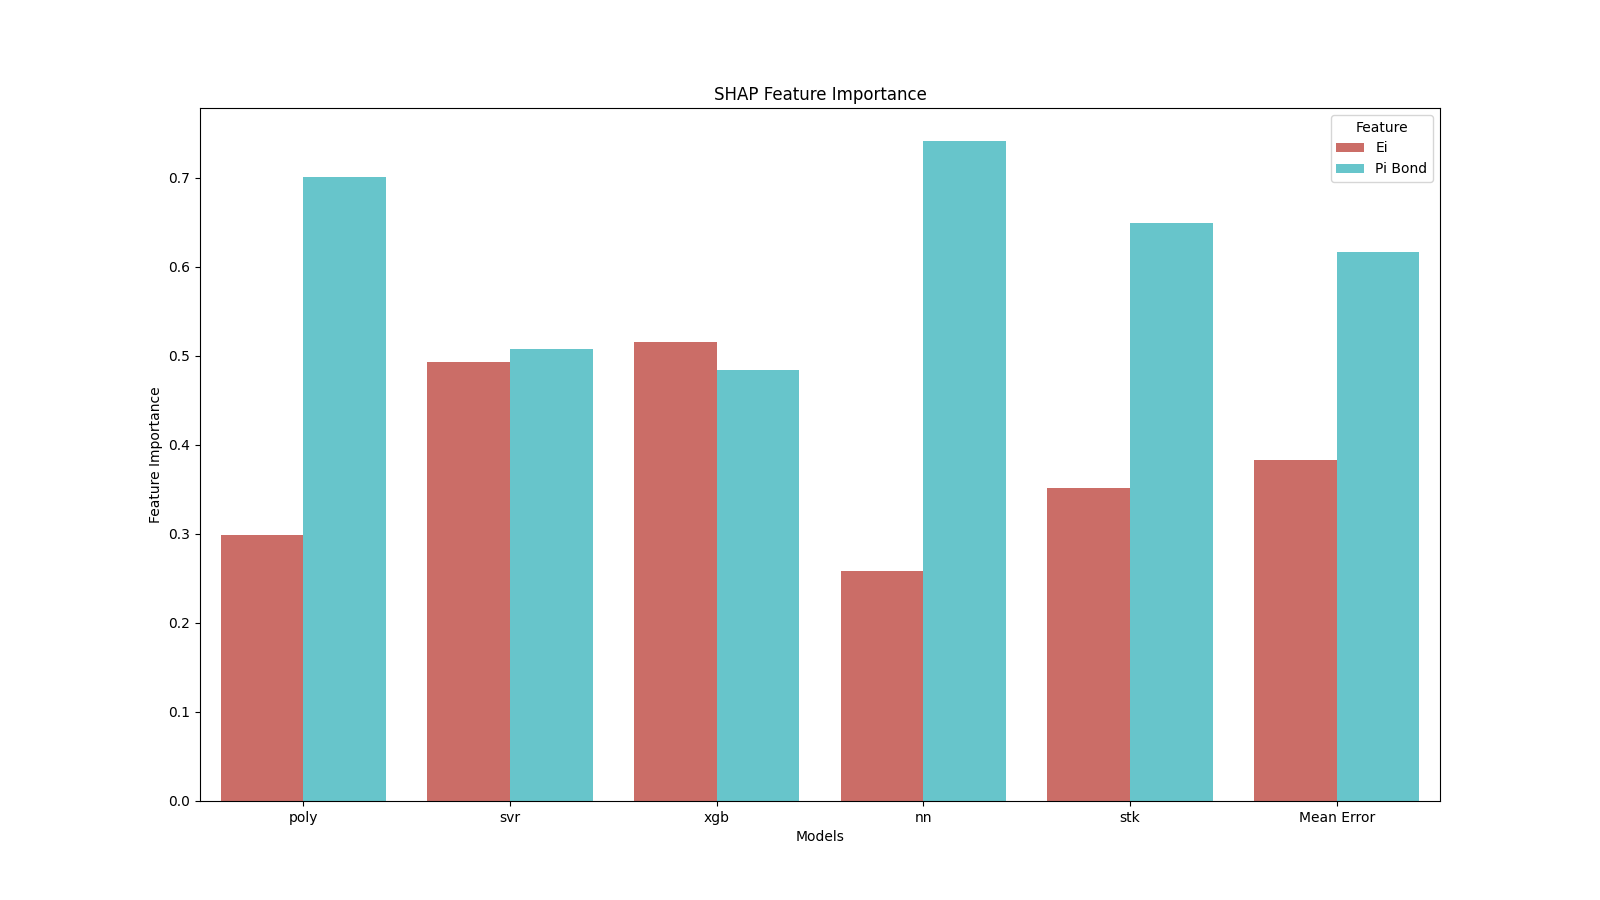 SHAP Feature Importance
Feature
Ei
Pi Bond
Feature Importance
0.7
0.6
0.5
0.4
0.3
0.2
0.1
0.0
poly svr xgb nn stk Mean Error
Models